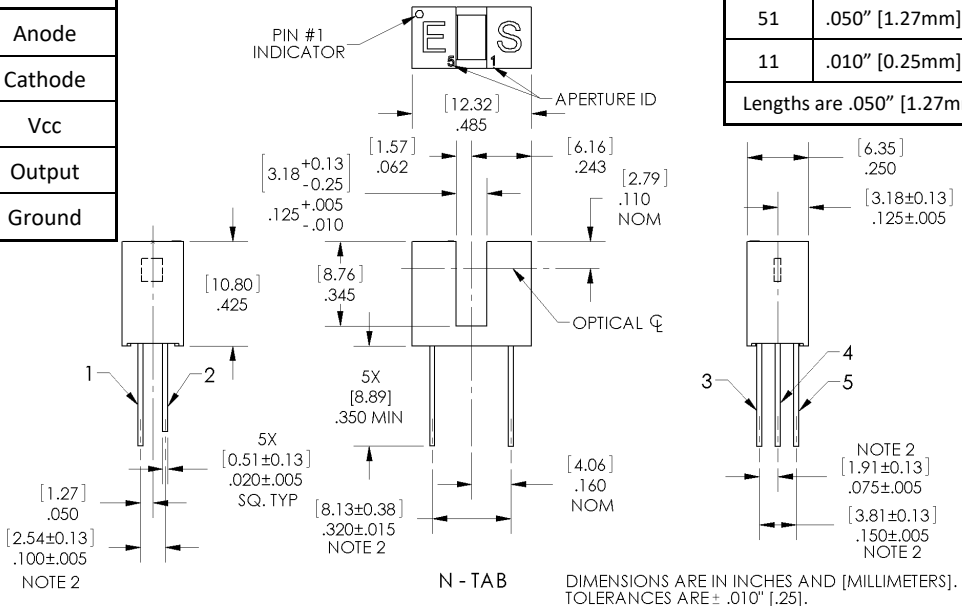 Anode
Cathode
Vcc
Output
Ground
PIN #1
INDICATOR
E S
5 1
APERTURE ID
51 .050” [1.27mm]
11 .010” [0.25mm]
Lengths are .050” [1.27m
[12.32]
.485
[1.57]
.062
[6.16]
.243
[3.18 +0.13 -0.25]
.125 +.005 -.010
[2.79]
.110
NOM
[6.35]
.250
[3.18±0.13]
.125±.005
[10.80]
.425
[8.76]
.345
OPTICAL ℄
1
2
5X
[8.89]
.350 MIN
3
4
5
5X
[0.51±0.13]
.020±.005
SQ. TYP
[1.27]
.050
[2.54±0.13]
.100±.005
NOTE 2
[8.13±0.38]
.320±.015
NOTE 2
[4.06]
.160
NOM
NOTE 2
[1.91±0.13]
.075±.005
[3.81±0.13]
.150±.005
NOTE 2
N - TAB
DIMENSIONS ARE IN INCHES AND [MILLIMETERS].
TOLERANCES ARE ± .010" [.25].